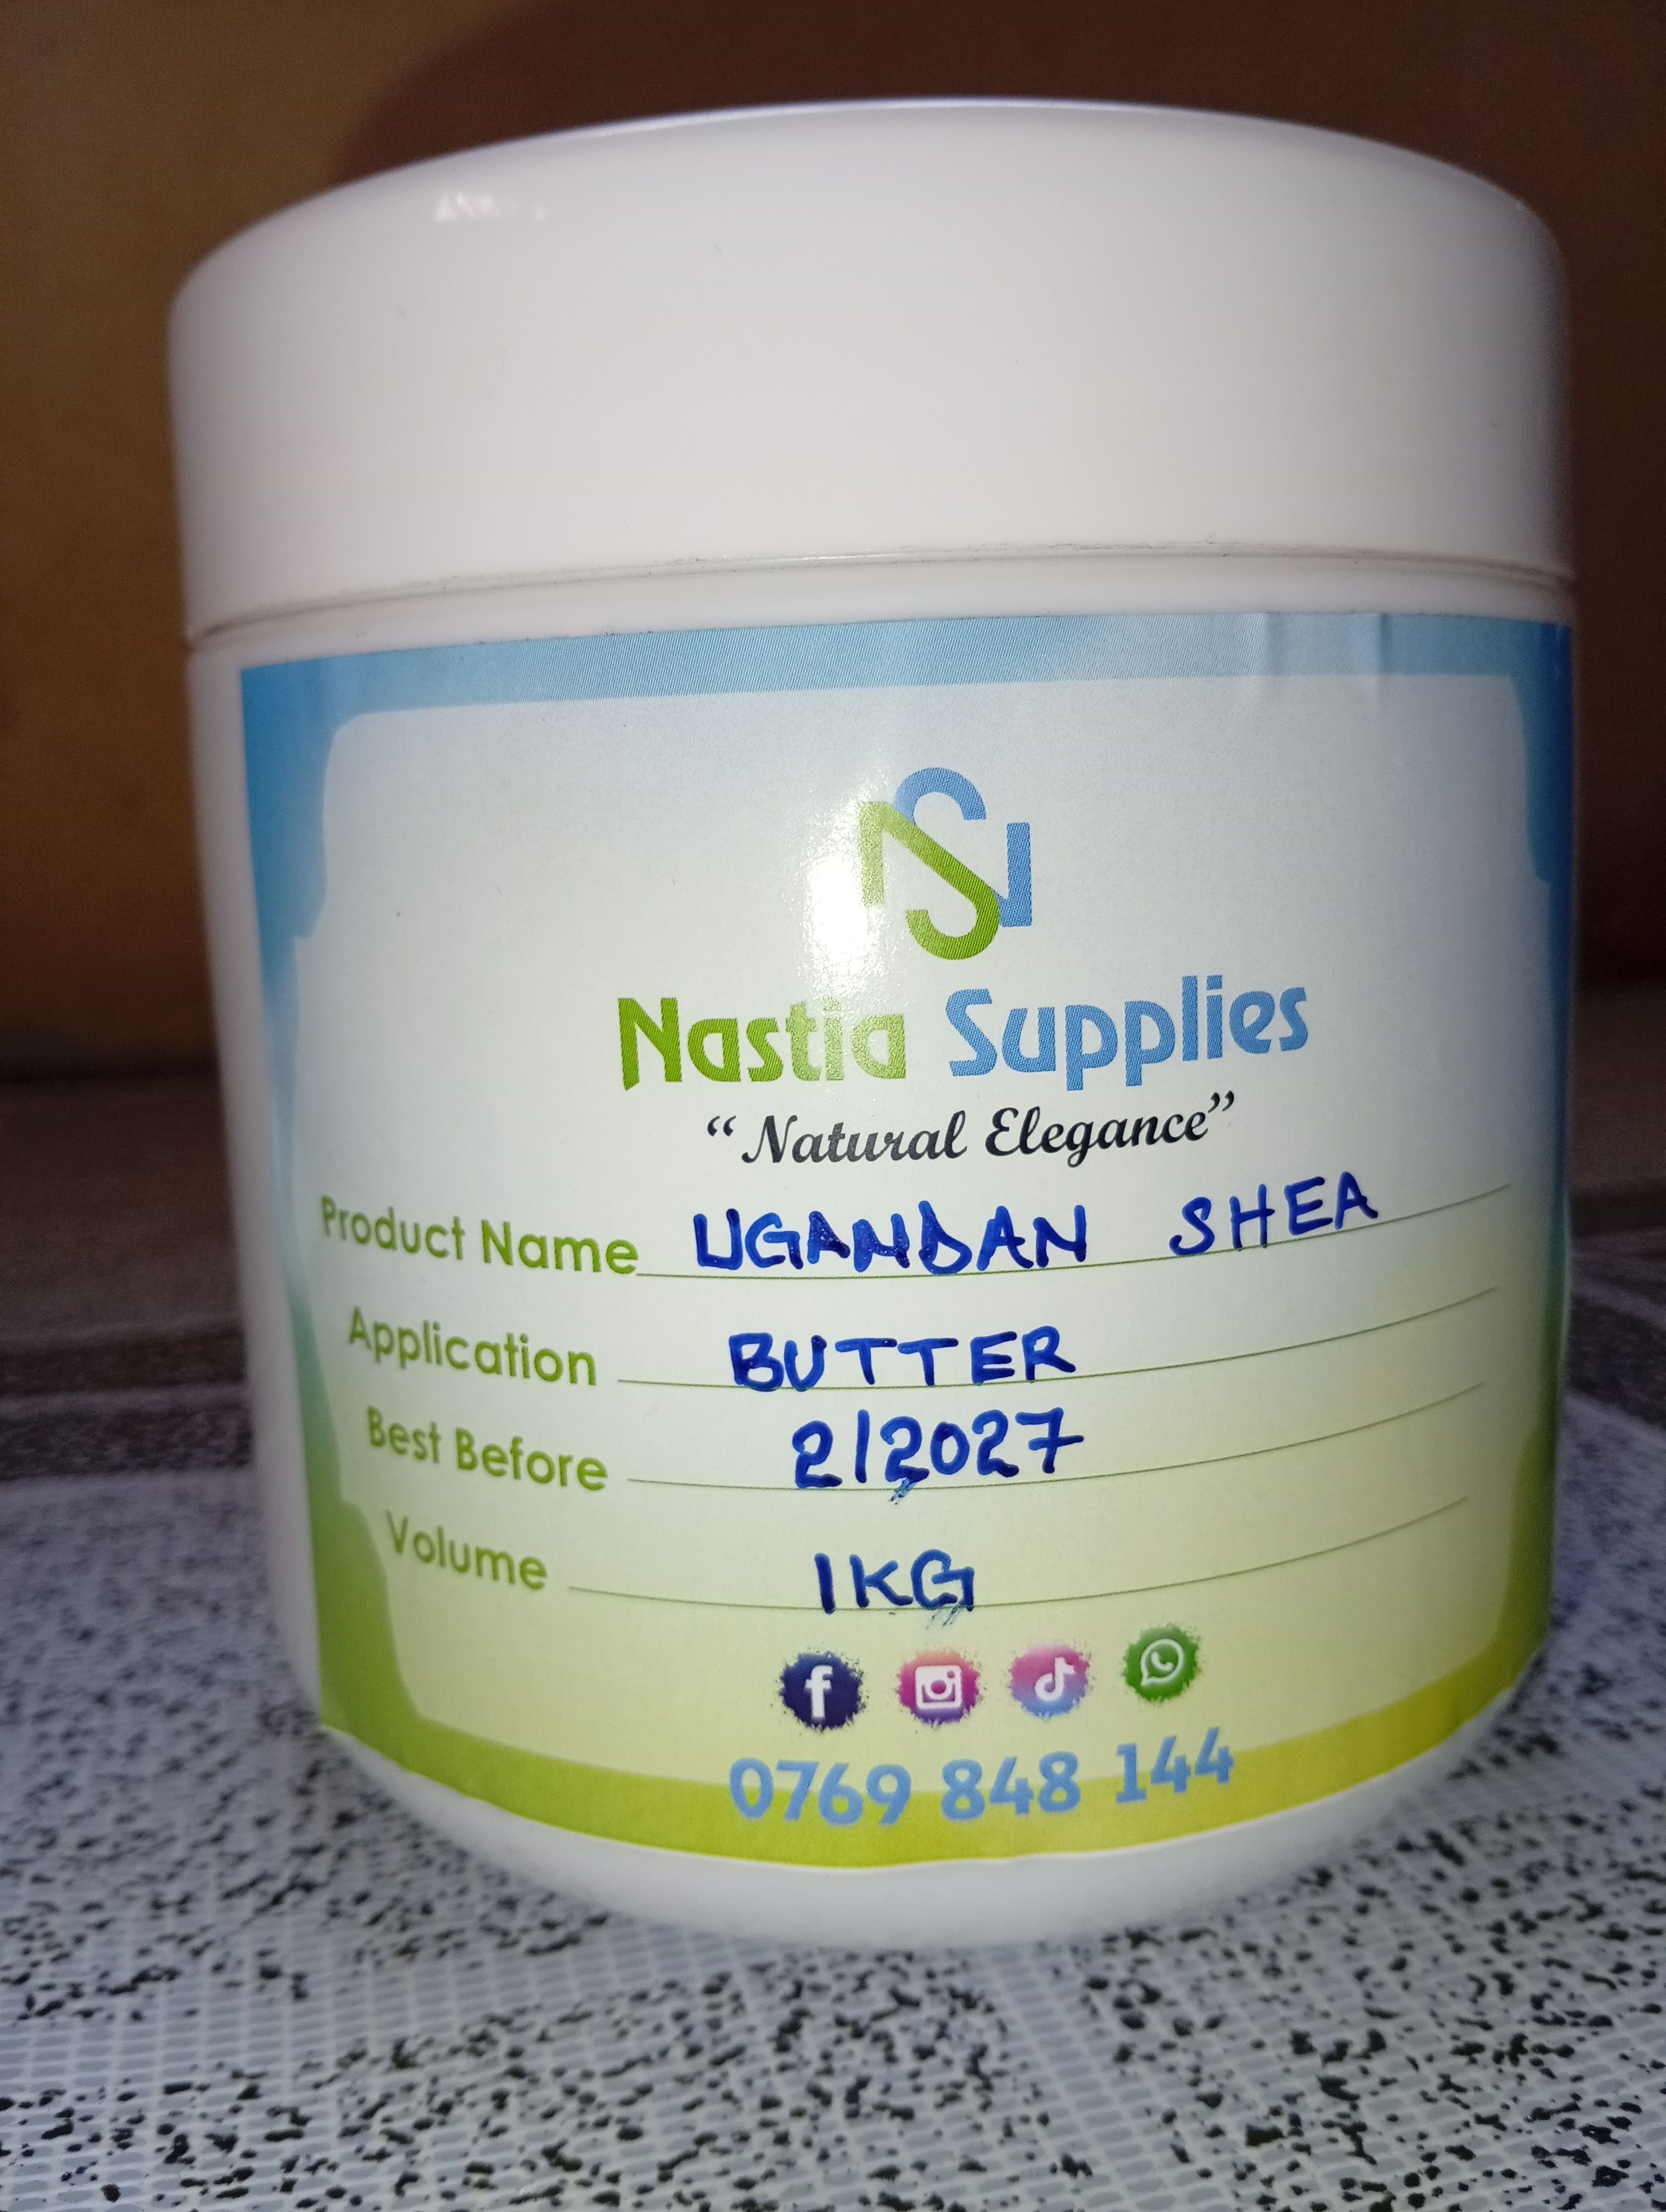 NS
Nastia Supplies
“Natural Elegance”
Product Name UGANDAN SHEA
Application BUTTER
Best Before 2/2027
Volume 1KG
0769 848 144